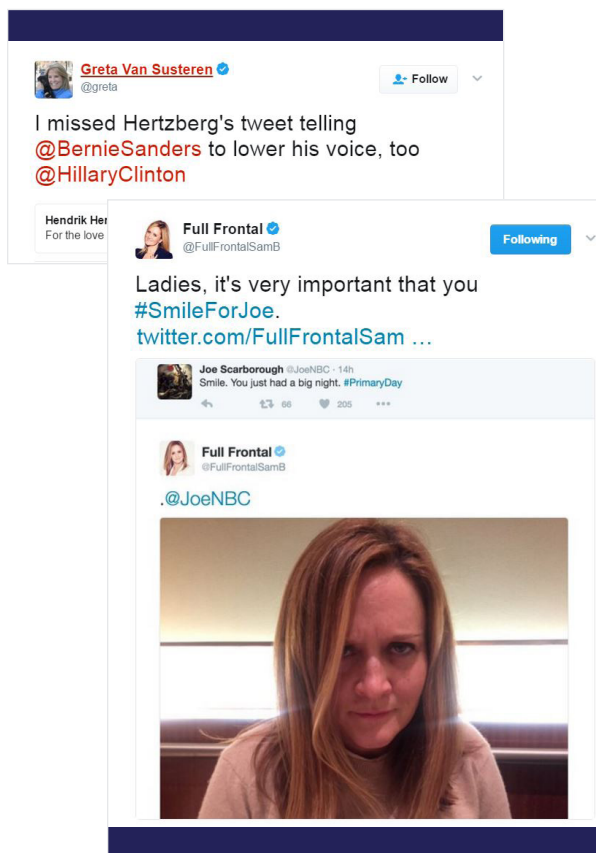 Greta Van Susteren
@greta
Follow
I missed Hertzberg's tweet telling
@BernieSanders to lower his voice, too
@HillaryClinton
Hendrik Her
For the love
Full Frontal
@FullFrontalSamB
Following
Ladies, it's very important that you
#SmileForJoe.
twitter.com/FullFrontalSam ...
Joe Scarborough @JoeNBC · 14h
Smile. You just had a big night. #PrimaryDay
66 205
Full Frontal
@FullFrontalSamB
.@JoeNBC